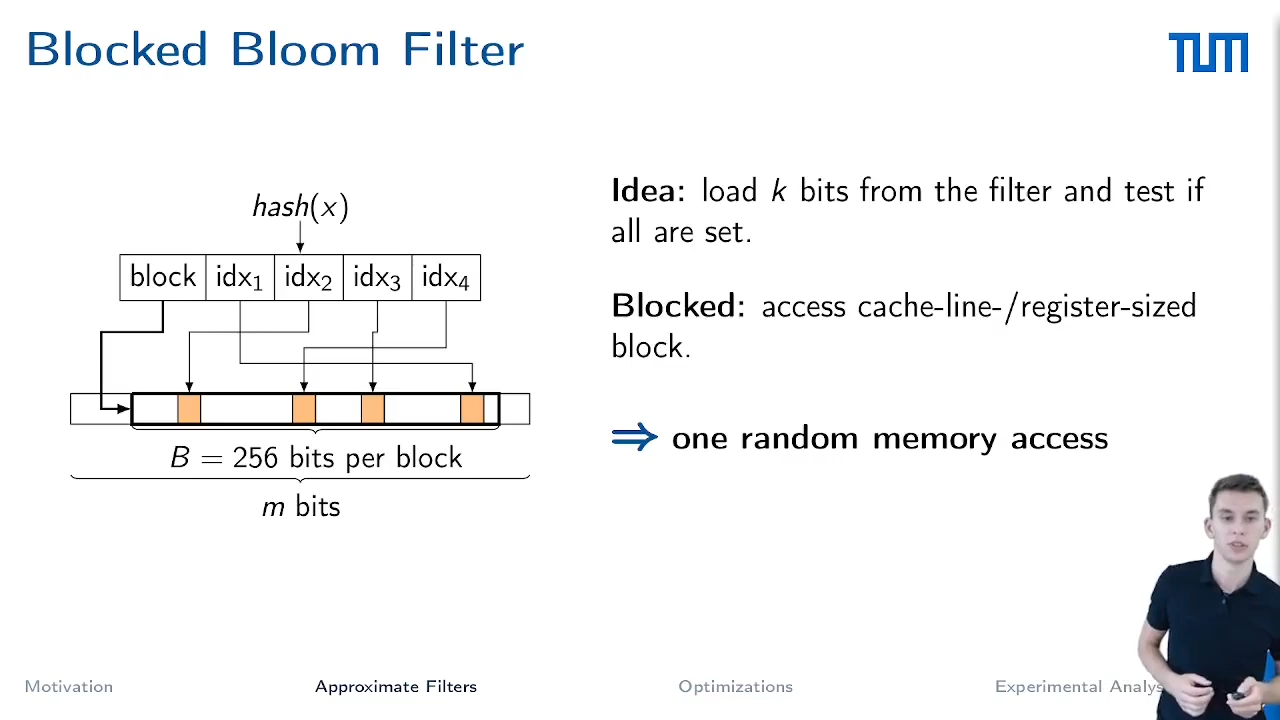 Blocked Bloom Filter
TUM
hash(x)
block idx₁ idx₂ idx₃ idx₄
B = 256 bits per block
m bits
Idea: load k bits from the filter and test if
all are set.
Blocked: access cache-line-/register-sized
block.
⇒ one random memory access
Motivation
Approximate Filters
Optimizations
Experimental Analys